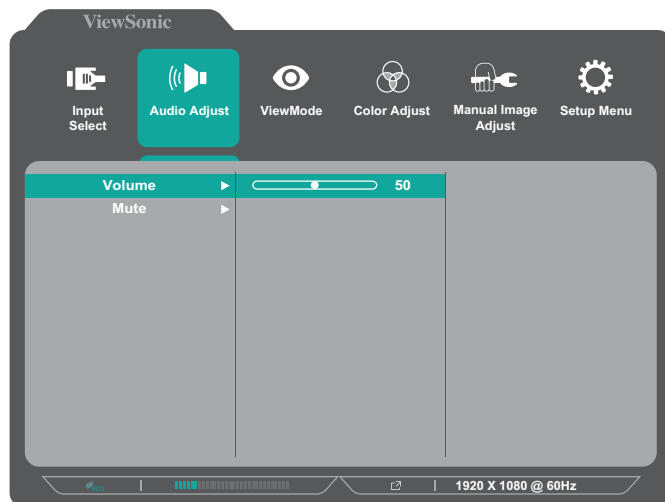 ViewSonic
Input Select
Audio Adjust
ViewMode
Color Adjust
Manual Image Adjust
Setup Menu
Volume
50
Mute
eco
1920 X 1080 @ 60Hz